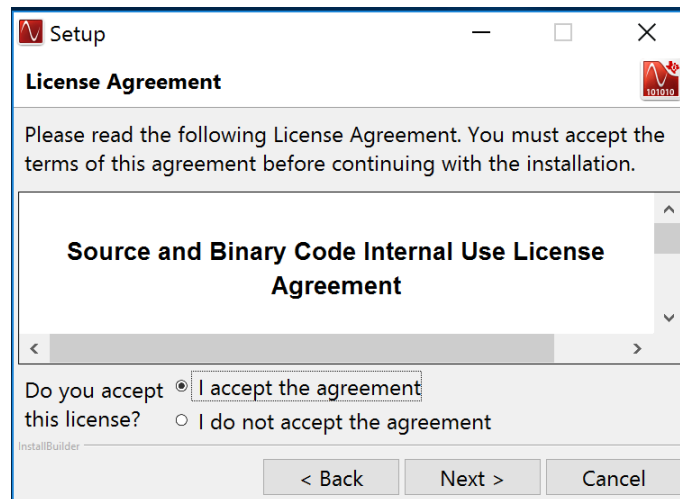 Setup
License Agreement
101010
Please read the following License Agreement. You must accept the
terms of this agreement before continuing with the installation.
Source and Binary Code Internal Use License
Agreement
Do you accept
this license?
I accept the agreement
I do not accept the agreement
InstallBuilder
< Back
Next >
Cancel